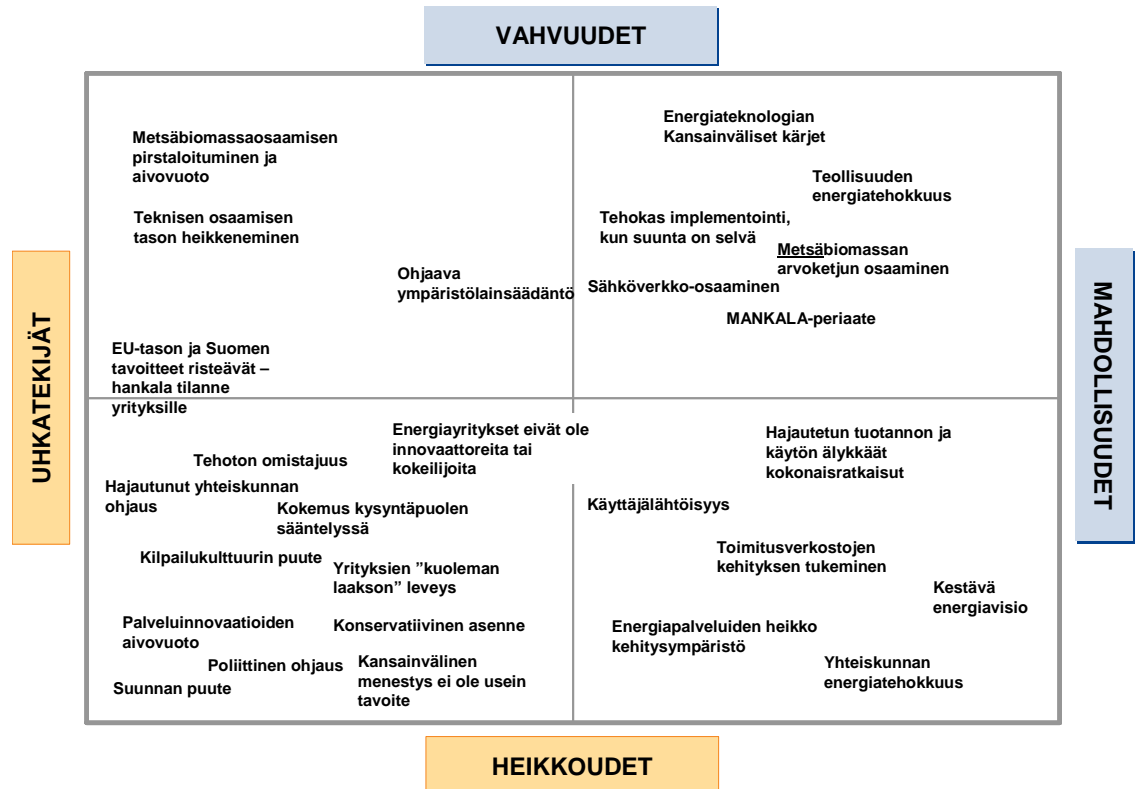 VAHVUUDET
UHKATEKIJÄT
Metsäbiomassaosaamisen
pirstaloituminen ja
aivovuoto
Teknisen osaamisen
tason heikkeneminen
Ohjaava
ympäristölainsäädäntö
EU-tason ja Suomen
tavoitteet risteävät –
hankala tilanne
yrityksille
Energiateknologian
Kansainväliset kärjet
Teollisuuden
energiatehokkuus
Tehokas implementointi,
kun suunta on selvä
Metsäbiomassan
arvoketjun osaaminen
Sähköverkko-osaaminen
MANKALA-periaate
MAHDOLLISUUDET
Energiayritykset eivät ole
innovaattoreita tai
kokeilijoita
Tehoton omistajuus
Hajautunut yhteiskunnan
ohjaus
Kokemus kysyntäpuolen
sääntelyssä
Kilpailukulttuurin puute
Yrityksien ”kuoleman
laakson” leveys
Palveluinnovaatioiden
aivovuoto
Konservatiivinen asenne
Poliittinen ohjaus
Kansainvälinen
menestys ei ole usein
tavoite
Suunnan puute
Hajautetun tuotannon ja
käytön älykkäät
kokonaisratkaisut
Käyttäjälähtöisyys
Toimitusverkostojen
kehityksen tukeminen
Kestävä
energiavisio
Energiapalveluiden heikko
kehitysympäristö
Yhteiskunnan
energiatehokkuus
HEIKKOUDET